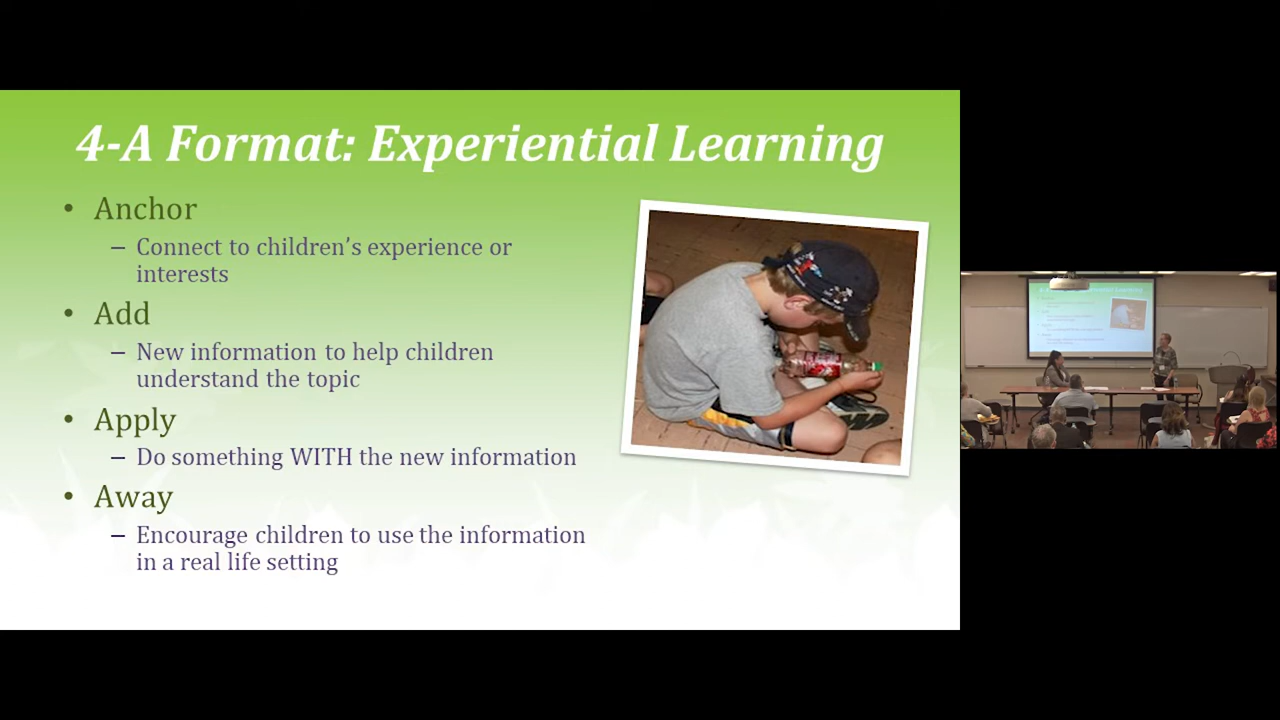 4-A Format: Experiential Learning
• Anchor
– Connect to children's experience or
interests
• Add
– New information to help children
understand the topic
• Apply
– Do something WITH the new information
• Away
– Encourage children to use the information
in a real life setting